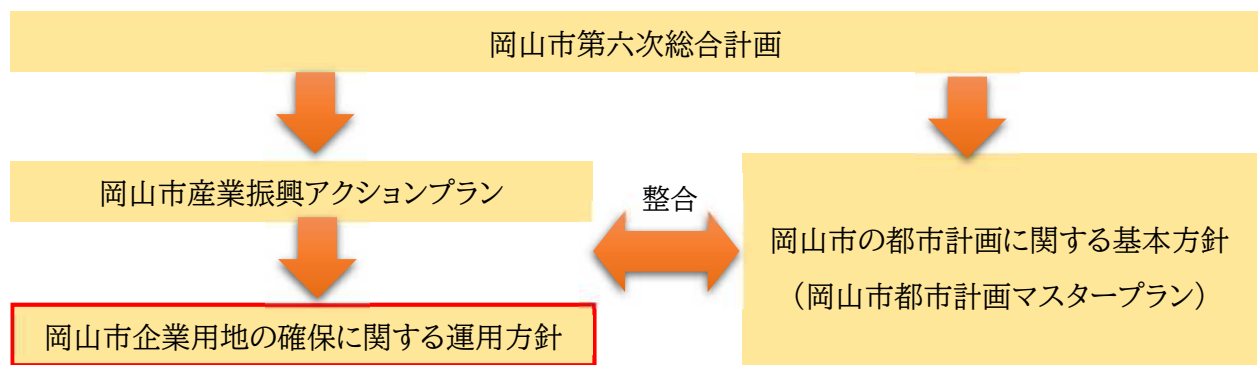 岡山市第六次総合計画
岡山市産業振興アクションプラン
整合
岡山市の都市計画に関する基本方針
（岡山市都市計画マスタープラン）
岡山市企業用地の確保に関する運用方針